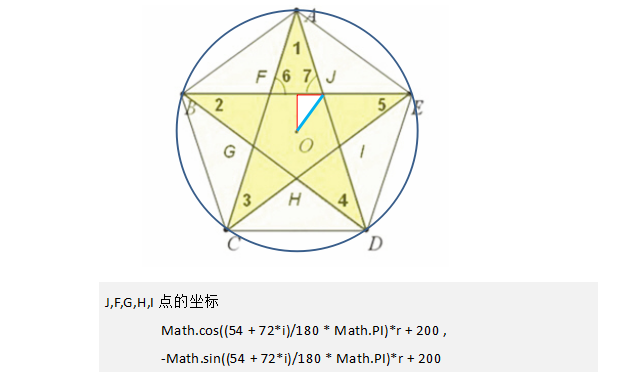 A
1
F 6 7 J
B 2 5 E
O
G I
3 H 4
C D
J,F,G,H,I 点的坐标
Math.cos((54 + 72*i)/180 * Math.PI)*r + 200 ,
-Math.sin((54 + 72*i)/180 * Math.PI)*r + 200